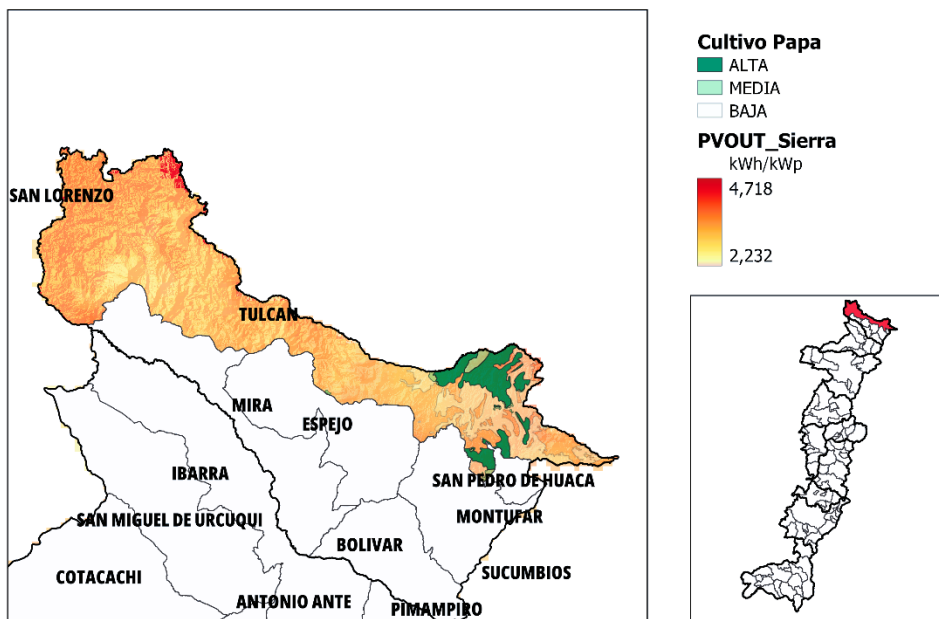 Cultivo Papa
ALTA
MEDIA
BAJA
PVOUT_Sierra
kWh/kWp
4,718
2,232
SAN LORENZO
TULCAN
MIRA
ESPEJO
IBARRA
SAN PEDRO DE HUACA
SAN MIGUEL DE URCUQUI
MONTUFAR
BOLIVAR
COTACACHI
SUCUMBIOS
ANTONIO ANTE
PIMAMPIRO